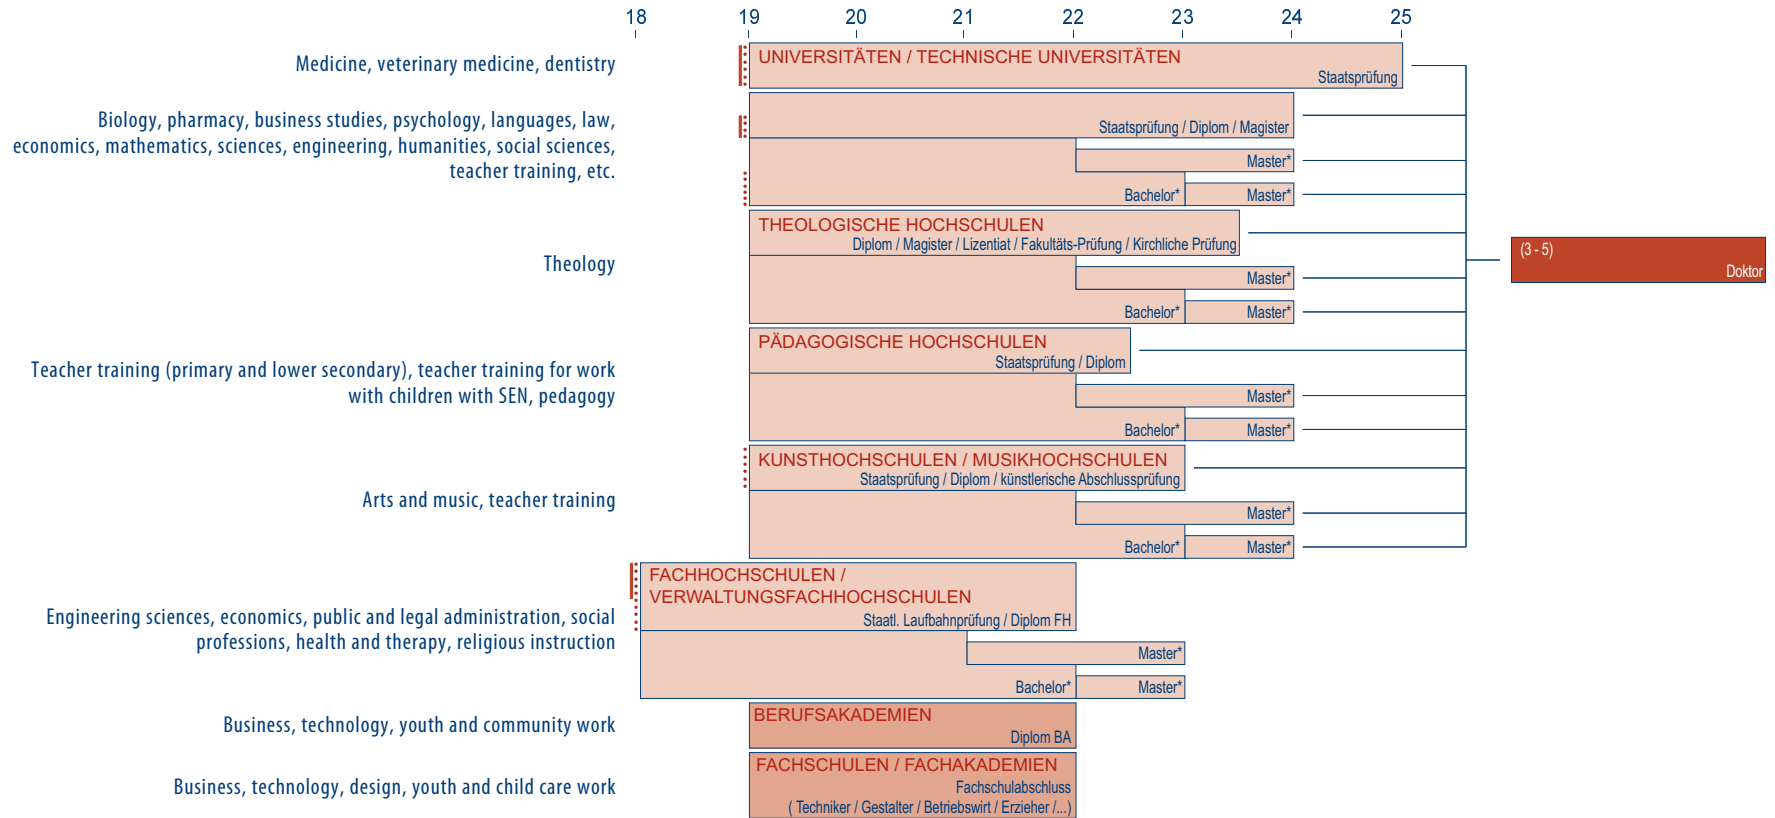 18 19 20 21 22 23 24 25
Medicine, veterinary medicine, dentistry
UNIVERSITÄTEN / TECHNISCHE UNIVERSITÄTEN
Staatsprüfung
Biology, pharmacy, business studies, psychology, languages, law,
economics, mathematics, sciences, engineering, humanities, social sciences,
teacher training, etc.
Staatsprüfung / Diplom / Magister
Master*
Bachelor* Master*
Theology
THEOLOGISCHE HOCHSCHULEN
Diplom / Magister / Lizentiat / Fakultäts-Prüfung / Kirchliche Prüfung
Master*
Bachelor* Master*
(3 - 5)
Doktor
Teacher training (primary and lower secondary), teacher training for work
with children with SEN, pedagogy
PÄDAGOGISCHE HOCHSCHULEN
Staatsprüfung / Diplom
Master*
Bachelor* Master*
Arts and music, teacher training
KUNSTHOCHSCHULEN / MUSIKHOCHSCHULEN
Staatsprüfung / Diplom / künstlerische Abschlussprüfung
Master*
Bachelor* Master*
Engineering sciences, economics, public and legal administration, social
professions, health and therapy, religious instruction
FACHHOCHSCHULEN /
VERWALTUNGSFACHHOCHSCHULEN
Staatl. Laufbahnprüfung / Diplom FH
Master*
Bachelor* Master*
Business, technology, youth and community work
BERUFSAKADEMIEN
Diplom BA
Business, technology, design, youth and child care work
FACHSCHULEN / FACHAKADEMIEN
Fachschulabschluss
( Techniker / Gestalter / Betriebswirt / Erzieher /...)